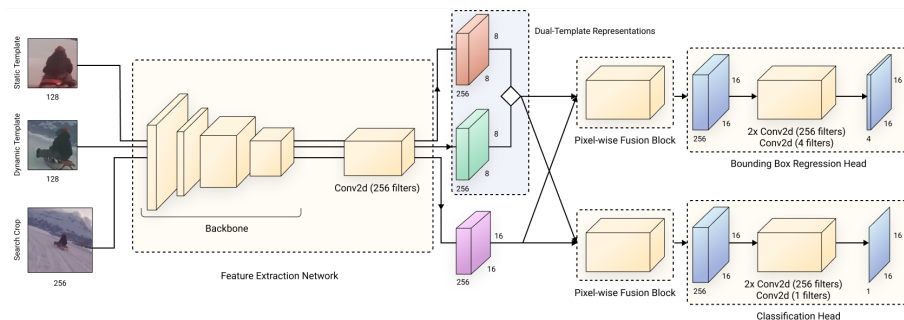 Static Template
128
Dynamic Template
128
Search Crop
256
Backbone
Conv2d (256 filters)
Feature Extraction Network
8
8
256
8
8
256
16
16
256
Dual-Template Representations
Pixel-wise Fusion Block
Pixel-wise Fusion Block
16
16
256
2x Conv2d (256 filters)
Conv2d (4 filters)
16
16
4
Bounding Box Regression Head
16
16
256
2x Conv2d (256 filters)
Conv2d (1 filters)
16
16
1
Classification Head